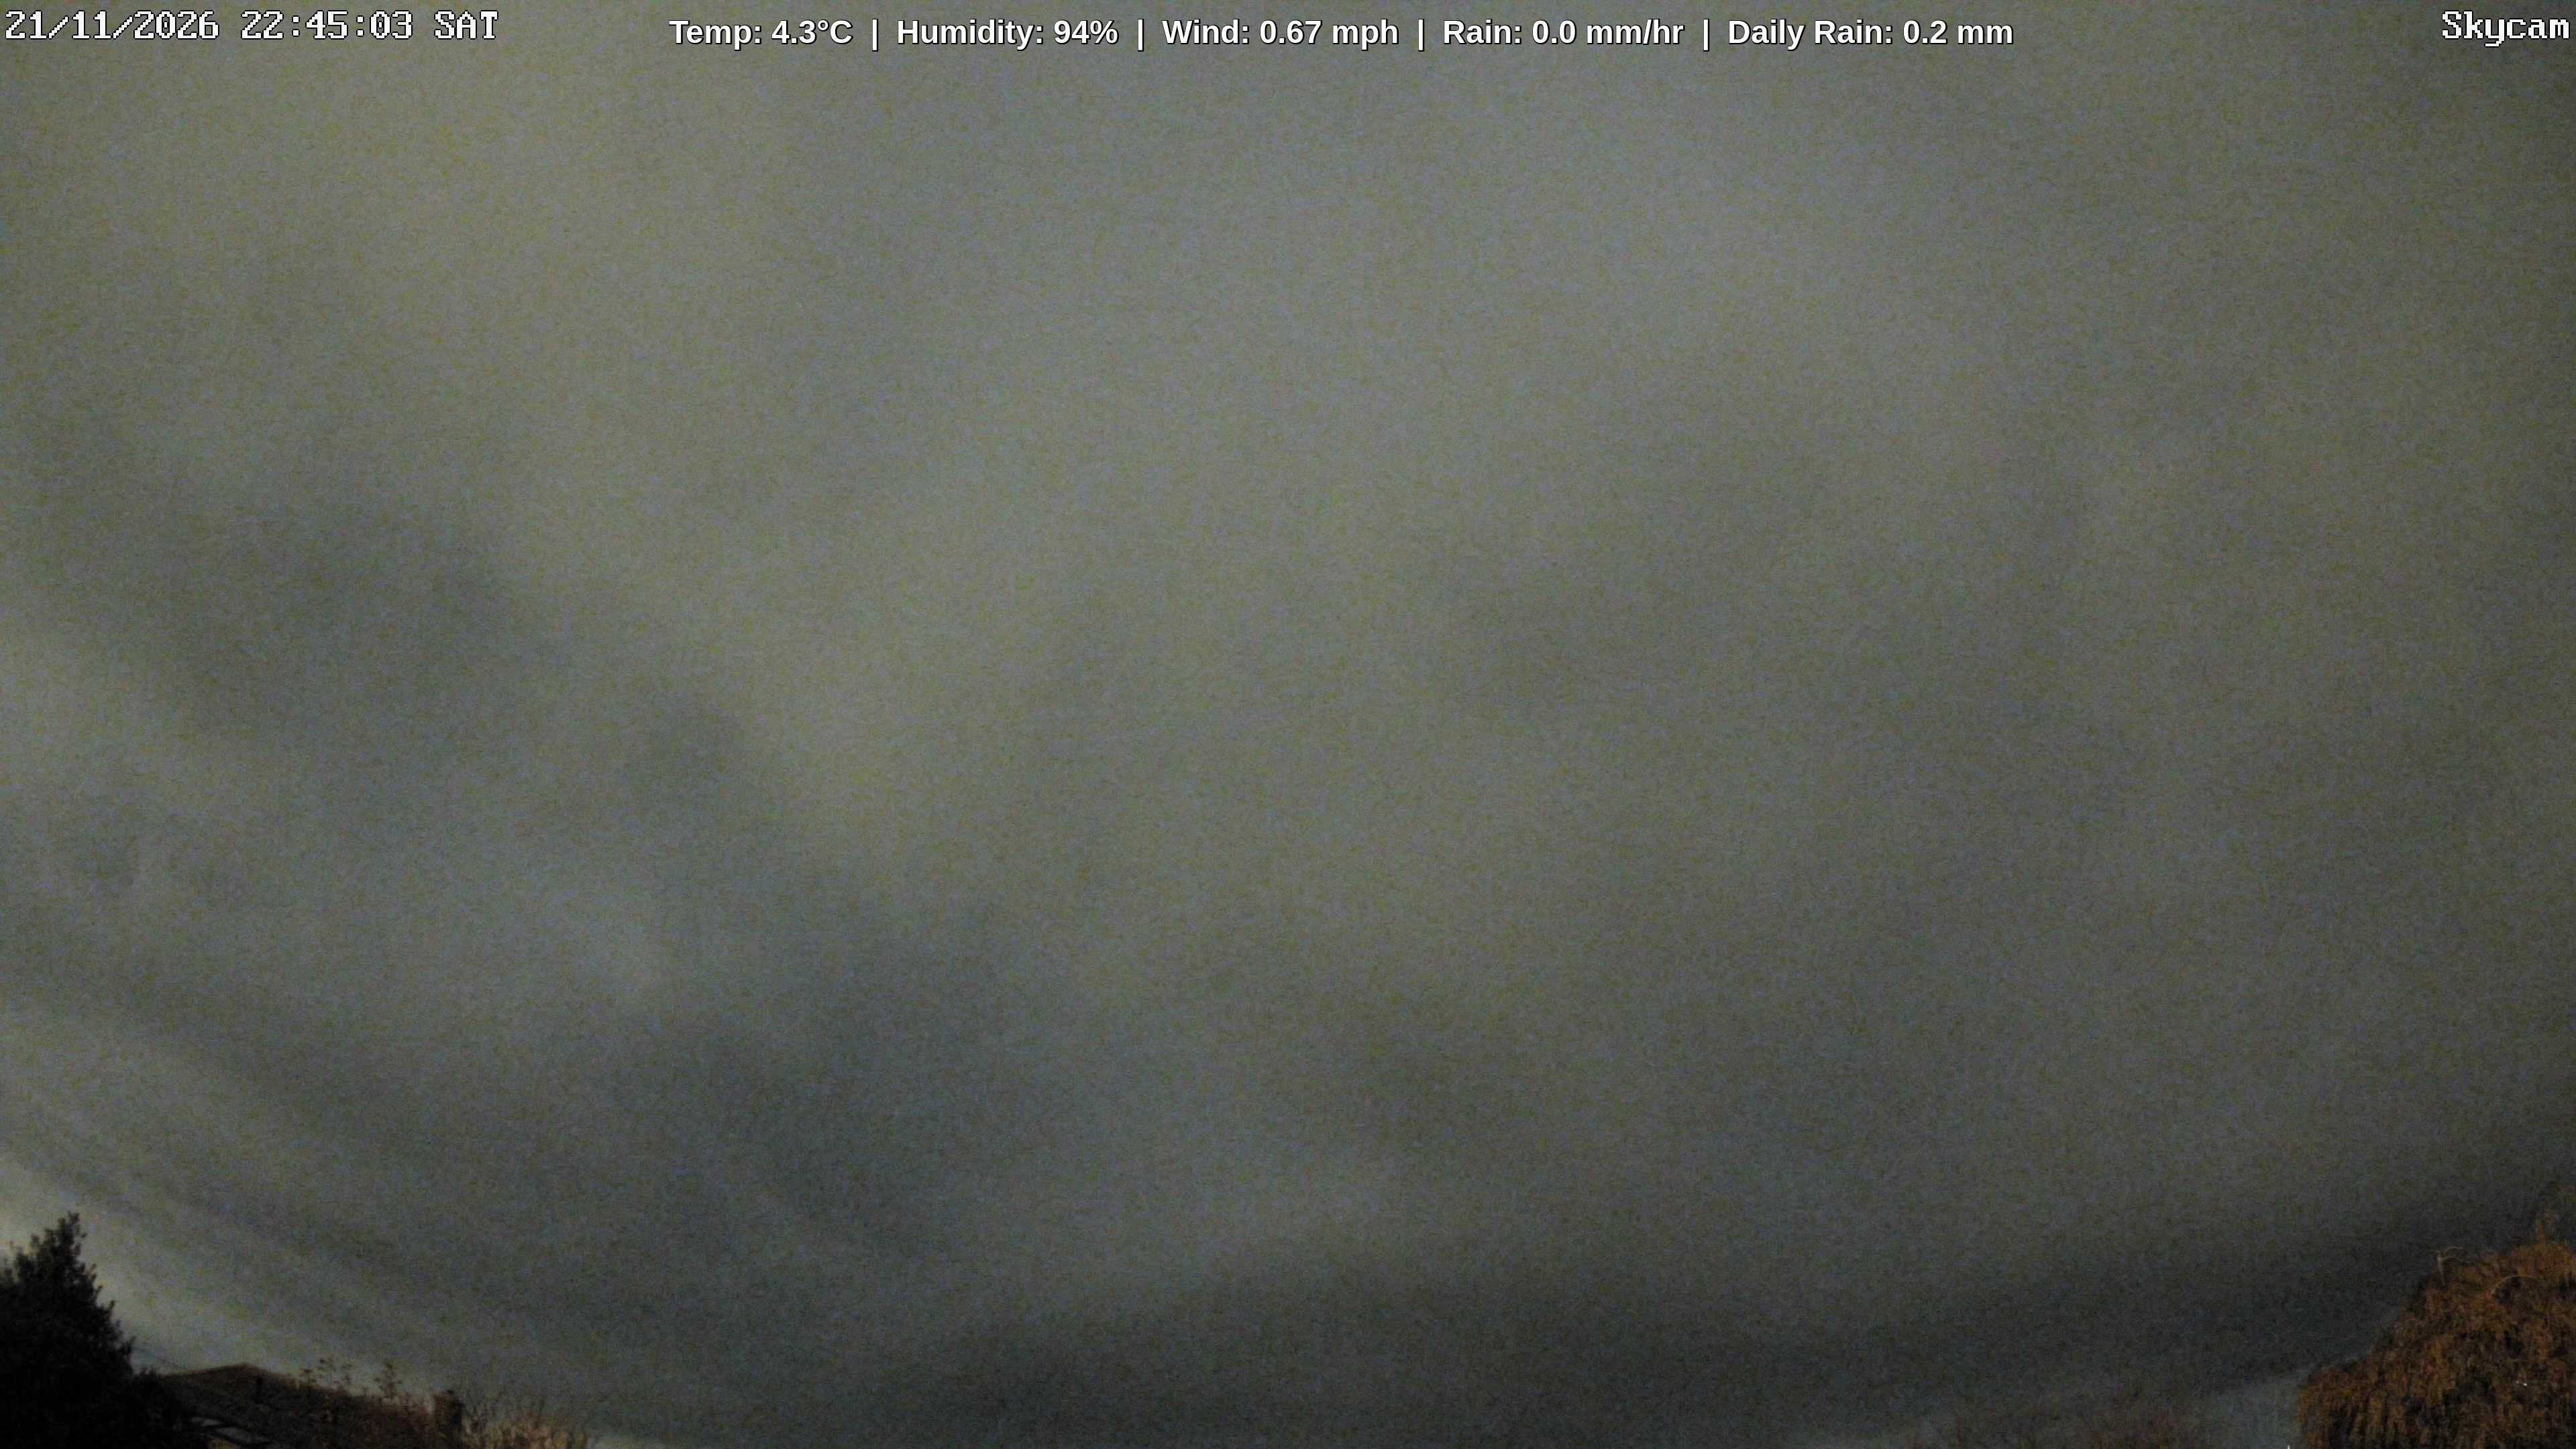 21/11/2026 22:45:03 SAT
Temp: 4.3°C | Humidity: 94% | Wind: 0.67 mph | Rain: 0.0 mm/hr | Daily Rain: 0.2 mm
Skycam